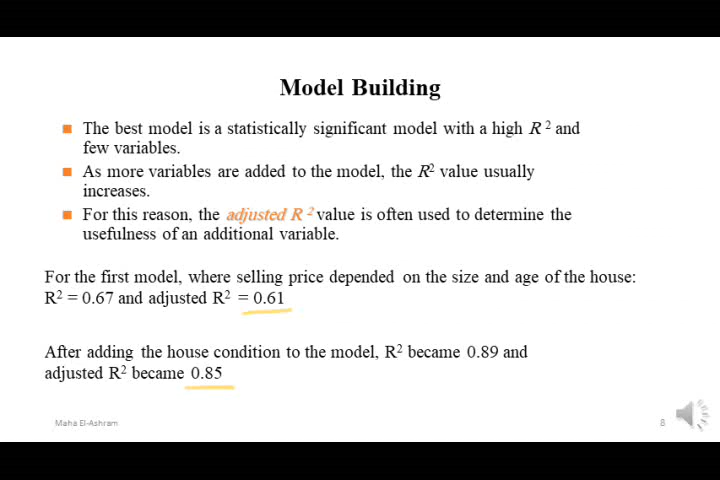 Model Building
The best model is a statistically significant model with a high R ² and
few variables.
As more variables are added to the model, the R² value usually
increases.
For this reason, the adjusted R ² value is often used to determine the
usefulness of an additional variable.
For the first model, where selling price depended on the size and age of the house:
R² = 0.67 and adjusted R² = 0.61
After adding the house condition to the model, R² became 0.89 and
adjusted R² became 0.85
Maha El-Ashram
8